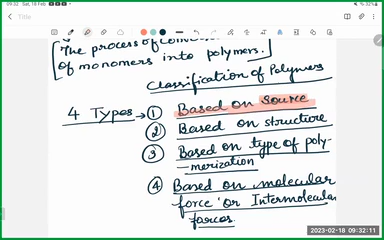 09:32 Sat 18 Feb
32%
Title
The process of
of monomers into polymers.
Classification of Polymers
4 Types → ① Based on Source
② Based on structure
③ Based on type of poly-
-merization
④ Based on molecular
force or Intermolecular
forces.
2023-02-18 09:32:11